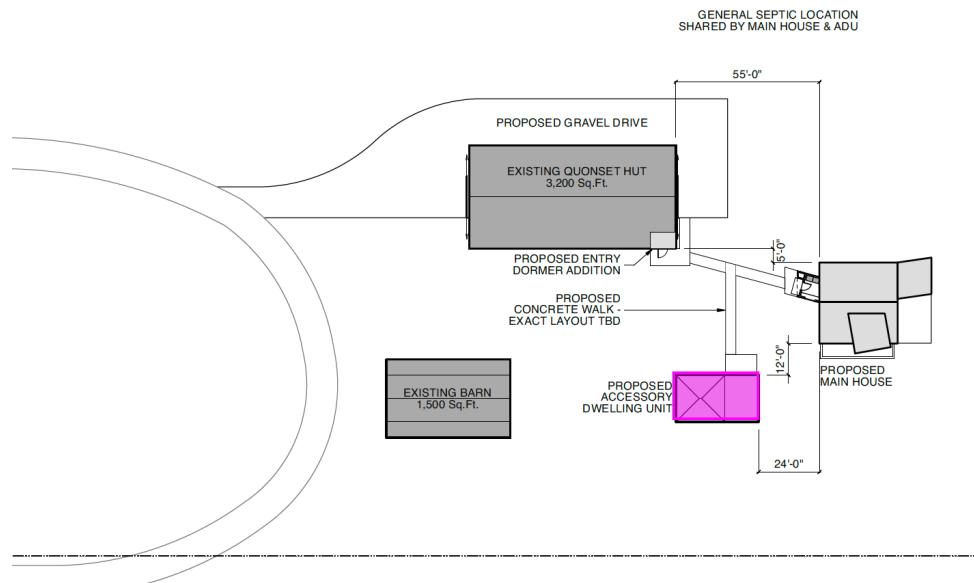 GENERAL SEPTIC LOCATION
SHARED BY MAIN HOUSE & ADU
55'-0"
PROPOSED GRAVEL DRIVE
EXISTING QUONSET HUT
3,200 Sq.Ft.
5'-0"
PROPOSED ENTRY
DORMER ADDITION
PROPOSED
CONCRETE WALK -
EXACT LAYOUT TBD
12'-0"
PROPOSED
MAIN HOUSE
EXISTING BARN
1,500 Sq.Ft.
PROPOSED
ACCESSORY
DWELLING UNIT
24'-0"